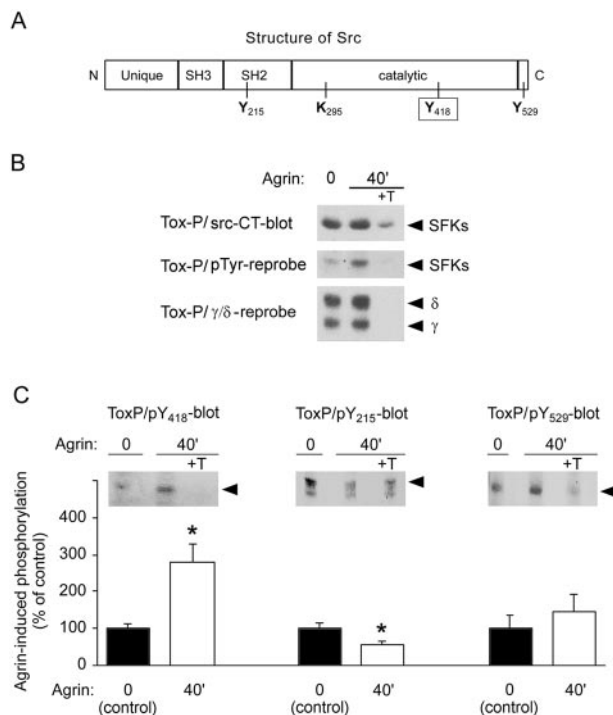 A
Structure of Src
N Unique SH3 SH2 catalytic C
Y215 K295 Y418 Y529
B
Agrin: 0 40'
+T
Tox-P/src-CT-blot SFKs
Tox-P/pTyr-reprobe SFKs
Tox-P/γ/δ-reprobe δ
γ
C
ToxP/pY418-blot ToxP/pY215-blot ToxP/pY529-blot
Agrin: 0 40' 0 40' 0 40'
+T +T +T
Agrin-induced phosphorylation
(% of control)
400
300
200
100
0
* *
Agrin: 0 40' 0 40' 0 40'
(control) (control) (control)